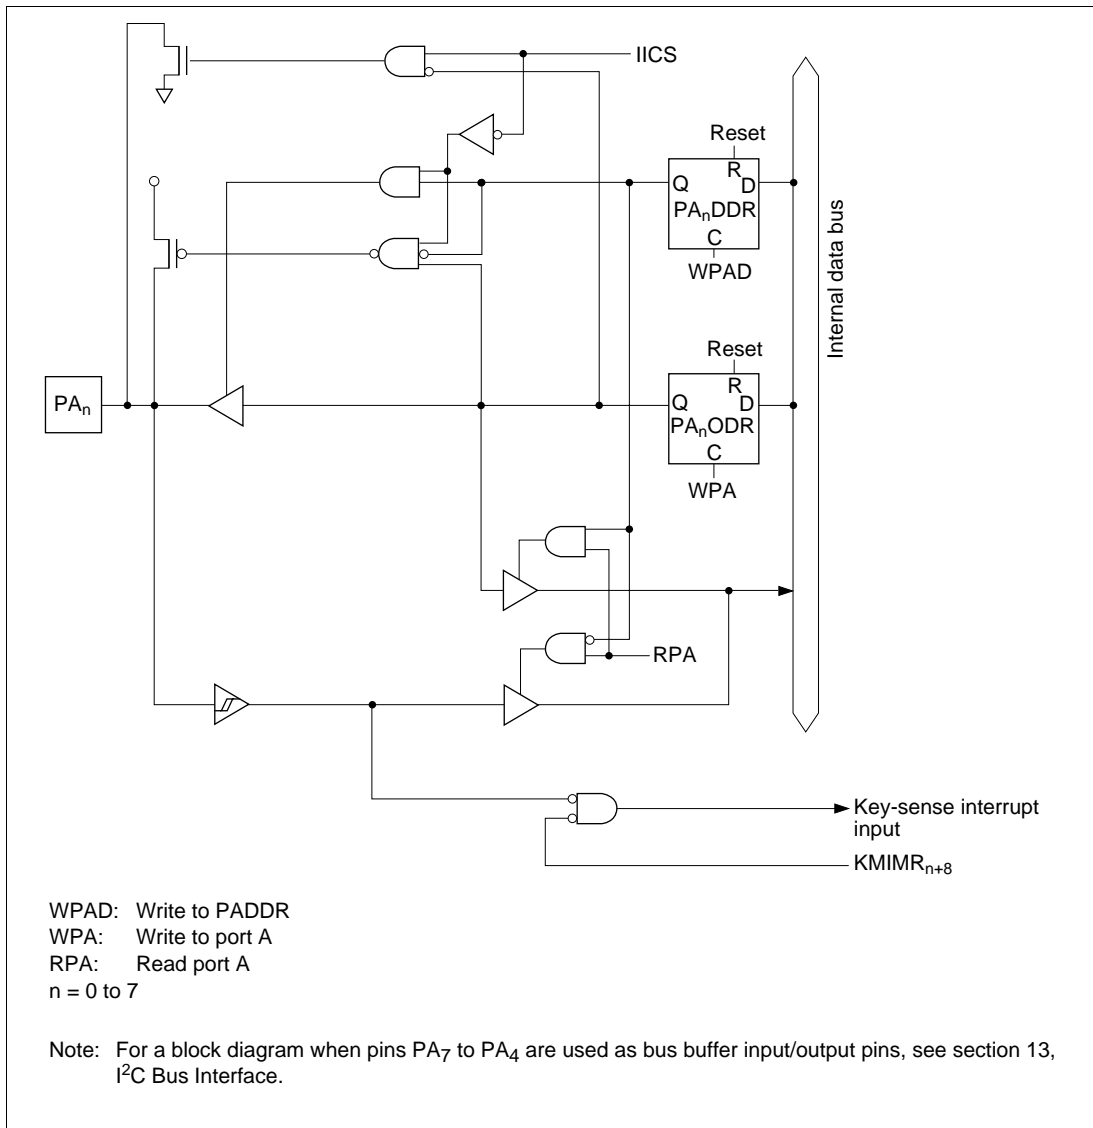 IICS
Reset
R
Q D
PAnDDR
C
WPAD
Internal data bus
Reset
R
PAn
Q D
PAnODR
C
WPA
RPA
Key-sense interrupt
input
KMIMRn+8
WPAD: Write to PADDR
WPA: Write to port A
RPA: Read port A
n = 0 to 7
Note: For a block diagram when pins PA7 to PA4 are used as bus buffer input/output pins, see section 13,
I2C Bus Interface.